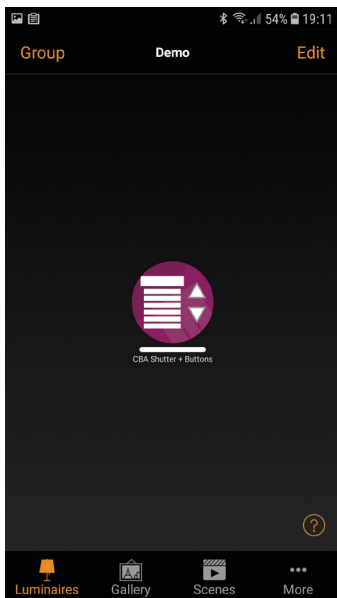 54% 19:11
Group Demo Edit
CBA Shutter + Buttons
?
Luminaires Gallery Scenes More